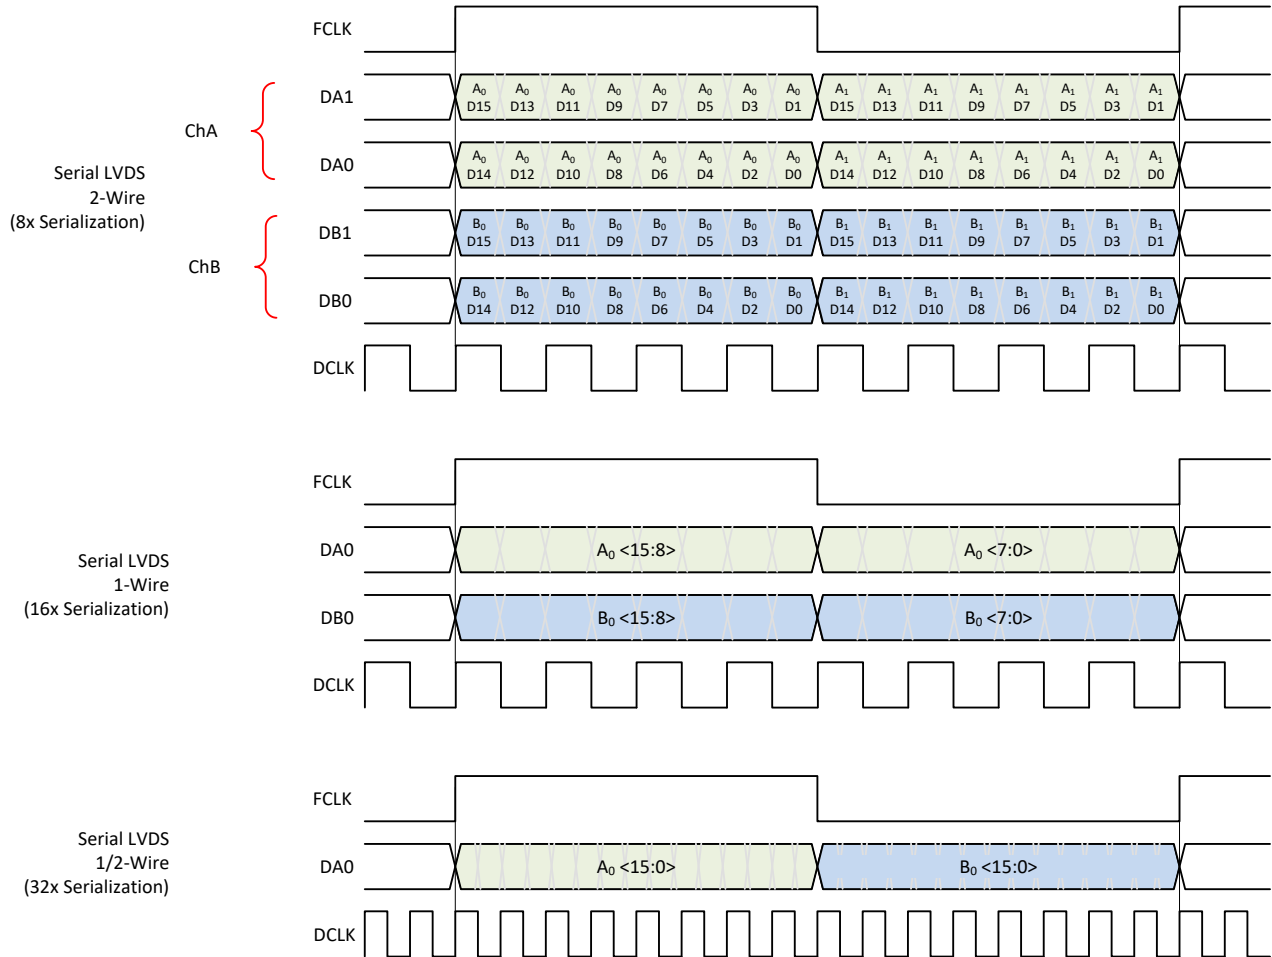 FCLK
DA1
A0 A0 A0 A0 A0 A0 A0 A0 A1 A1 A1 A1 A1 A1 A1 A1
D15 D13 D11 D9 D7 D5 D3 D1 D15 D13 D11 D9 D7 D5 D3 D1
ChA
DA0
A0 A0 A0 A0 A0 A0 A0 A0 A1 A1 A1 A1 A1 A1 A1 A1
D14 D12 D10 D8 D6 D4 D2 D0 D14 D12 D10 D8 D6 D4 D2 D0
Serial LVDS
2-Wire
(8x Serialization)
DB1
B0 B0 B0 B0 B0 B0 B0 B0 B1 B1 B1 B1 B1 B1 B1 B1
D15 D13 D11 D9 D7 D5 D3 D1 D15 D13 D11 D9 D7 D5 D3 D1
ChB
DB0
B0 B0 B0 B0 B0 B0 B0 B0 B1 B1 B1 B1 B1 B1 B1 B1
D14 D12 D10 D8 D6 D4 D2 D0 D14 D12 D10 D8 D6 D4 D2 D0
DCLK
FCLK
DA0 A0 <15:8> A0 <7:0>
Serial LVDS
1-Wire
(16x Serialization)
DB0 B0 <15:8> B0 <7:0>
DCLK
FCLK
Serial LVDS
1/2-Wire
(32x Serialization)
DA0 A0 <15:0> B0 <15:0>
DCLK